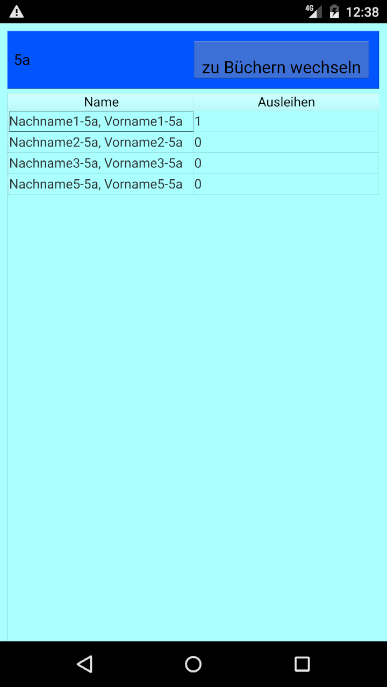 4G 12:38
5a
zu Büchern wechseln
Name Ausleihen
Nachname1-5a, Vorname1-5a 1
Nachname2-5a, Vorname2-5a 0
Nachname3-5a, Vorname3-5a 0
Nachname5-5a, Vorname5-5a 0